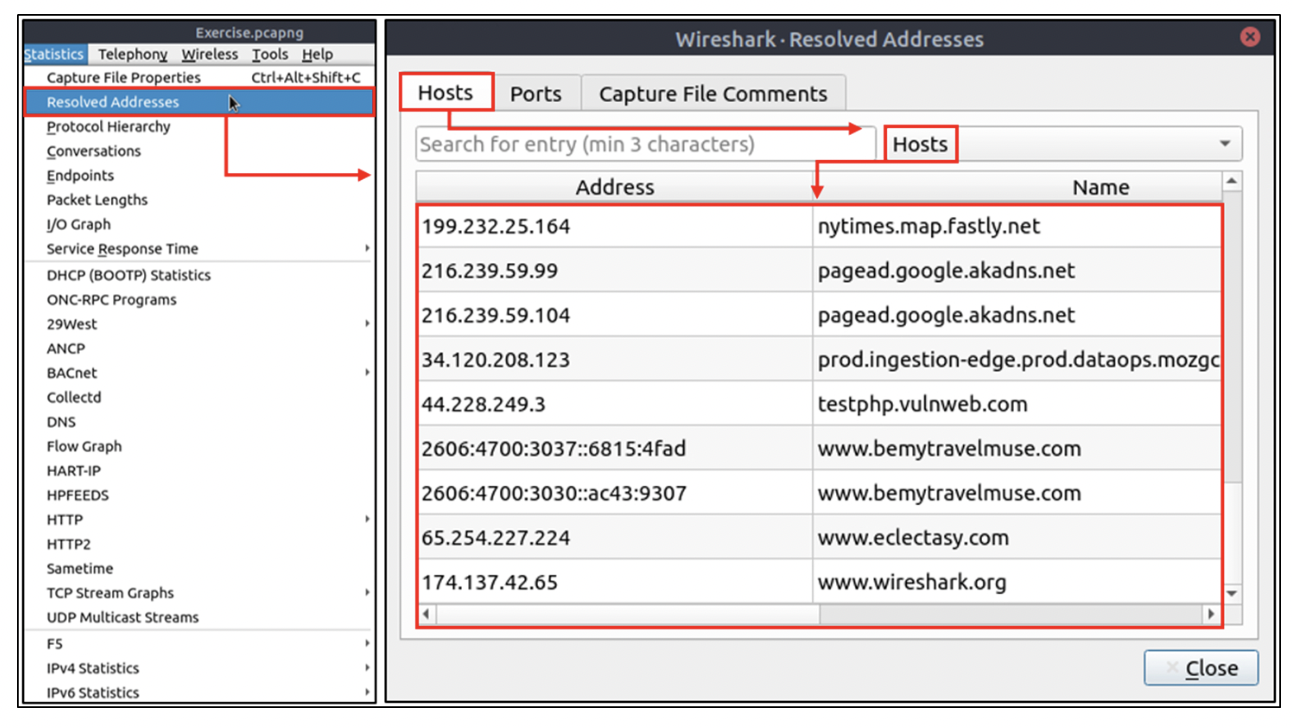 Exercise.pcapng
Statistics Telephony Wireless Tools Help
Capture File Properties Ctrl+Alt+Shift+C
Resolved Addresses
Protocol Hierarchy
Conversations
Endpoints
Packet Lengths
I/O Graph
Service Response Time
DHCP (BOOTP) Statistics
ONC-RPC Programs
29West
ANCP
BACnet
Collectd
DNS
Flow Graph
HART-IP
HPFEEDS
HTTP
HTTP2
Sametime
TCP Stream Graphs
UDP Multicast Streams
F5
IPv4 Statistics
IPv6 Statistics
Wireshark · Resolved Addresses
Hosts Ports Capture File Comments
Search for entry (min 3 characters) Hosts
Address Name
199.232.25.164 nytimes.map.fastly.net
216.239.59.99 pagead.google.akadns.net
216.239.59.104 pagead.google.akadns.net
34.120.208.123 prod.ingestion-edge.prod.dataops.mozgc
44.228.249.3 testphp.vulnweb.com
2606:4700:3037::6815:4fad www.bemytravelmuse.com
2606:4700:3030::ac43:9307 www.bemytravelmuse.com
65.254.227.224 www.eclectasy.com
174.137.42.65 www.wireshark.org
Close